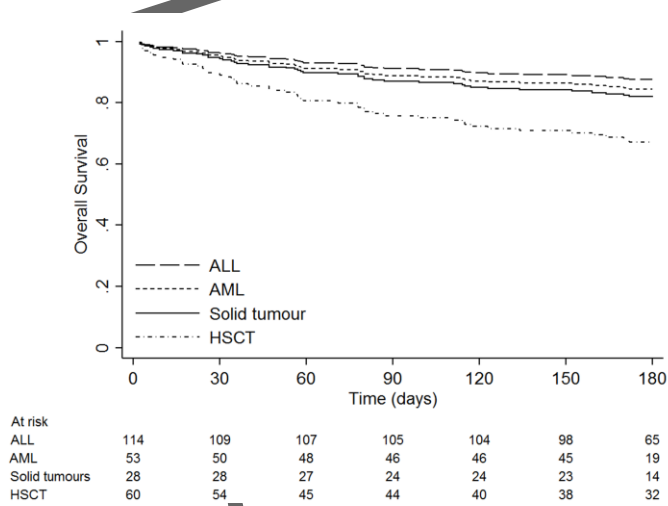 1
.8
.6
.4
.2
0
Overall Survival
ALL
AML
Solid tumour
HSCT
0 30 60 90 120 150 180
Time (days)
At risk
ALL 114 109 107 105 104 98 65
AML 53 50 48 46 46 45 19
Solid tumours 28 28 27 24 24 23 14
HSCT 60 54 45 44 40 38 32